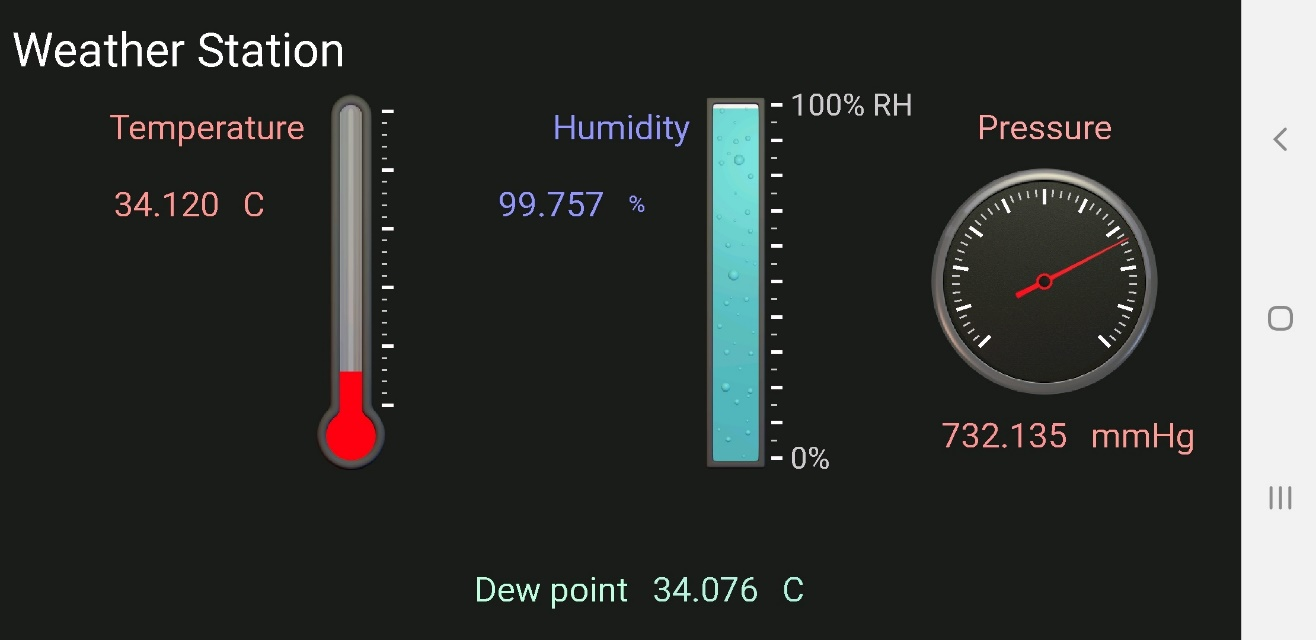 Weather Station
Temperature
34.120 C
Humidity
99.757 %
100% RH
0%
Pressure
732.135 mmHg
Dew point 34.076 C